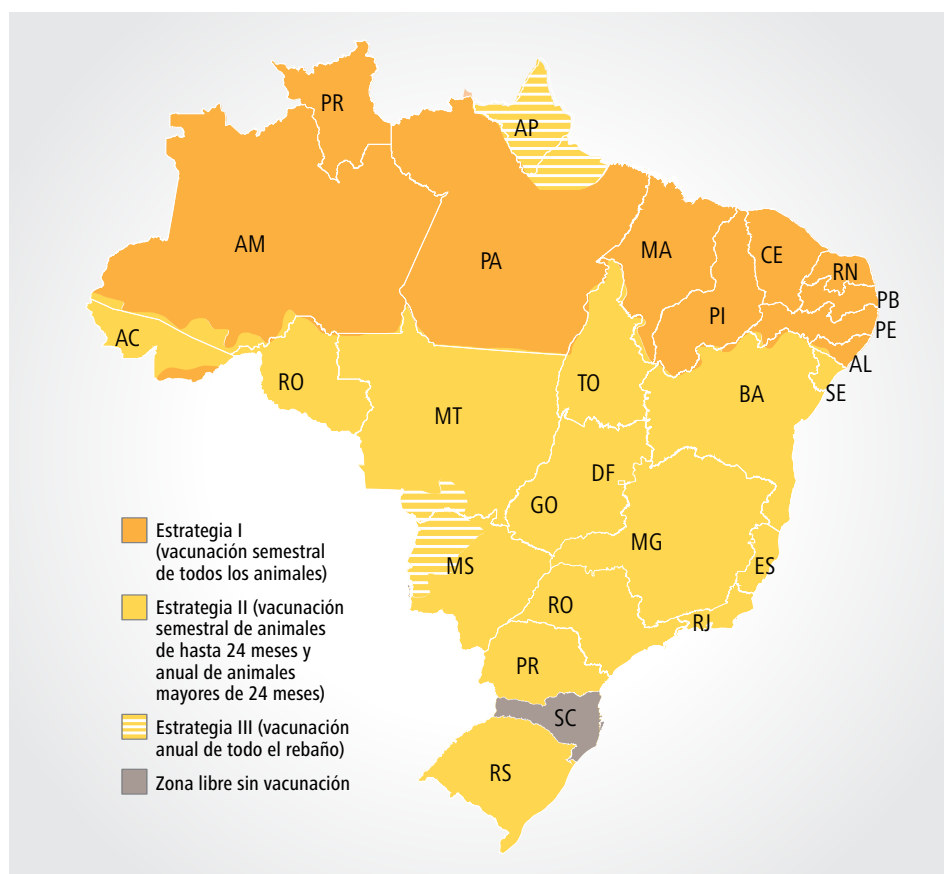 PR
AP
AM
PA
MA
CE
RN
PB
PI
PE
AC
AL
RO
TO
SE
BA
MT
DF
GO
MG
MS
ES
RO
RJ
PR
SC
RS
Estrategia I
(vacunación semestral
de todos los animales)
Estrategia II (vacunación
semestral de animales
de hasta 24 meses y
anual de animales
mayores de 24 meses)
Estrategia III (vacunación
anual de todo el rebaño)
Zona libre sin vacunación